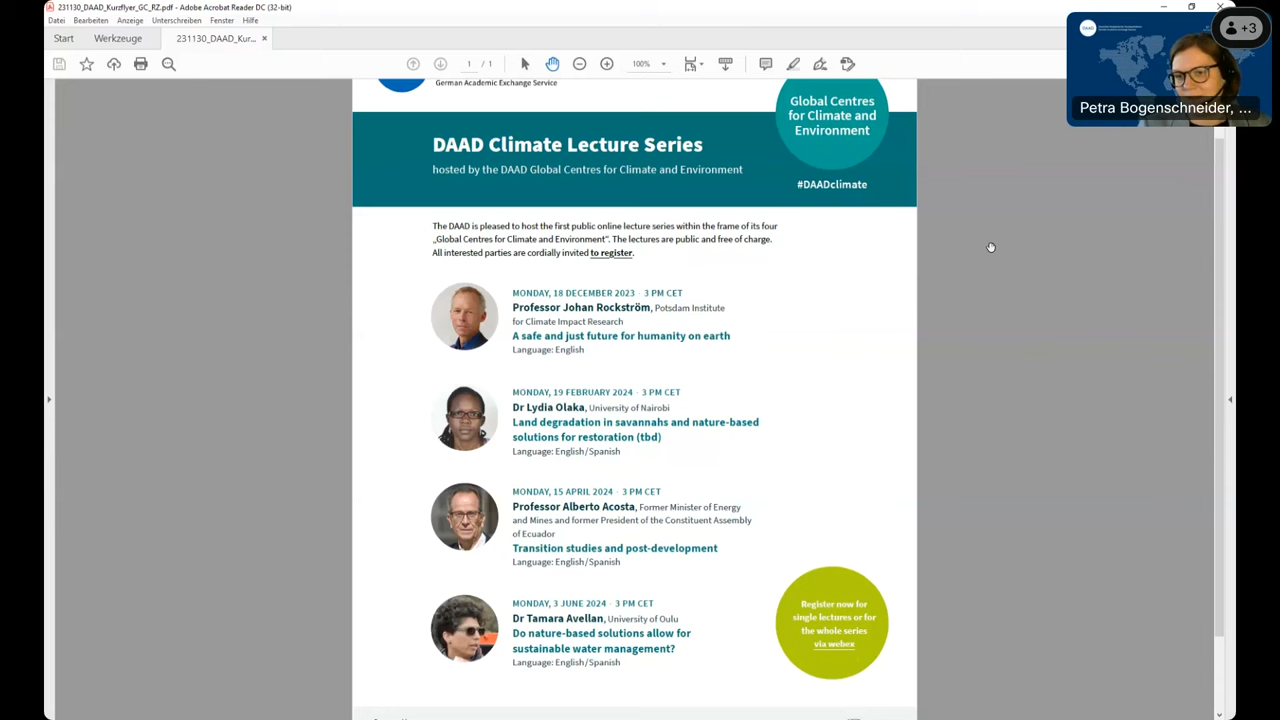 231130_DAAD_Kurzflyer_GC_RZ.pdf - Adobe Acrobat Reader DC (32-bit)
Datei Bearbeiten Anzeige Unterschreiben Fenster Hilfe
Start Werkzeuge 231130_DAAD_Kur... ×
1 / 1 100%
+3
DAAD
Petra Bogenschneider, ...
German Academic Exchange Service
Global Centres
for Climate and
Environment
DAAD Climate Lecture Series
hosted by the DAAD Global Centres for Climate and Environment
#DAADclimate
The DAAD is pleased to host the first public online lecture series within the frame of its four
„Global Centres for Climate and Environment". The lectures are public and free of charge.
All interested parties are cordially invited to register.
MONDAY, 18 DECEMBER 2023 · 3 PM CET
Professor Johan Rockström, Potsdam Institute
for Climate Impact Research
A safe and just future for humanity on earth
Language: English
MONDAY, 19 FEBRUARY 2024 · 3 PM CET
Dr Lydia Olaka, University of Nairobi
Land degradation in savannahs and nature-based
solutions for restoration (tbd)
Language: English/Spanish
MONDAY, 15 APRIL 2024 · 3 PM CET
Professor Alberto Acosta, Former Minister of Energy
and Mines and former President of the Constituent Assembly
of Ecuador
Transition studies and post-development
Language: English/Spanish
MONDAY, 3 JUNE 2024 · 3 PM CET
Dr Tamara Avellan, University of Oulu
Do nature-based solutions allow for
sustainable water management?
Language: English/Spanish
Register now for
single lectures or for
the whole series
via webex